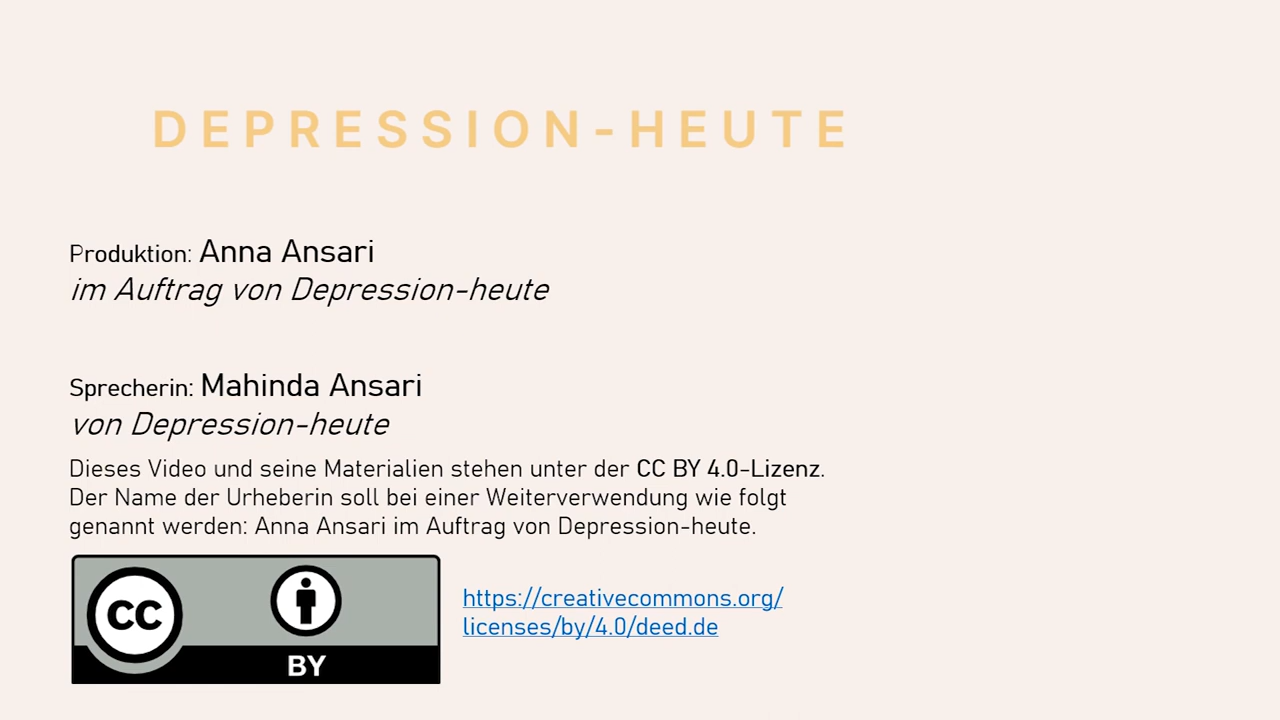 DEPRESSION-HEUTE
Produktion: Anna Ansari
im Auftrag von Depression-heute
Sprecherin: Mahinda Ansari
von Depression-heute
Dieses Video und seine Materialien stehen unter der CC BY 4.0-Lizenz.
Der Name der Urheberin soll bei einer Weiterverwendung wie folgt
genannt werden: Anna Ansari im Auftrag von Depression-heute.
CC
BY
https://creativecommons.org/
licenses/by/4.0/deed.de